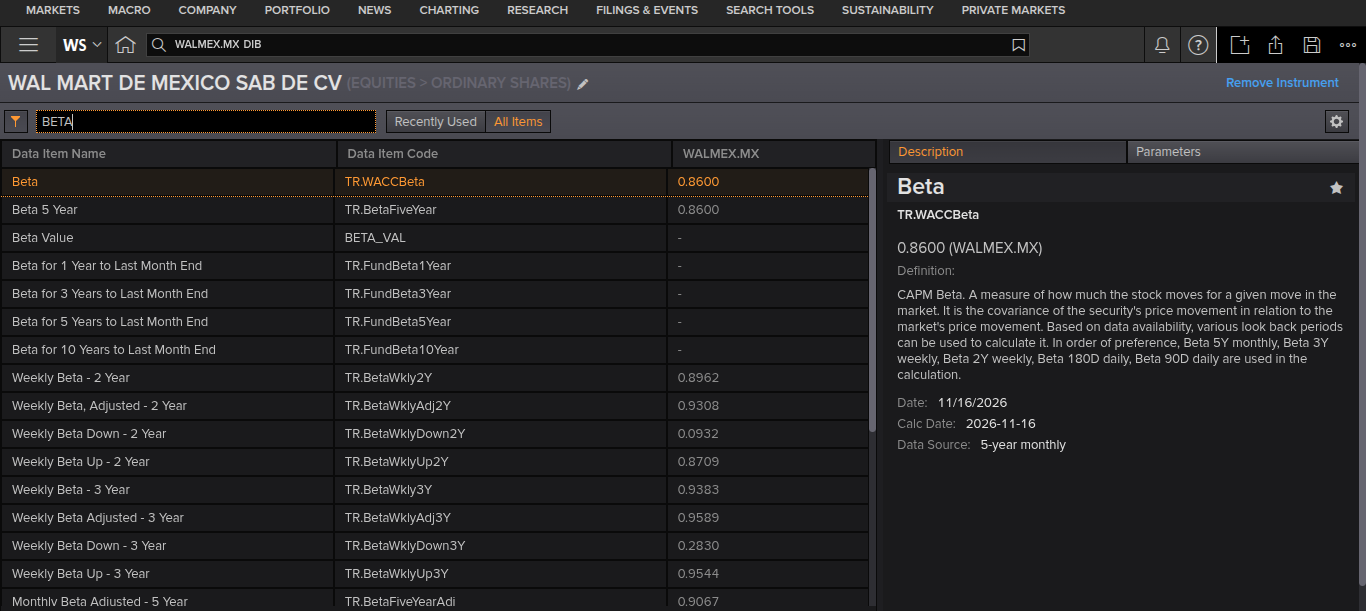 MARKETS MACRO COMPANY PORTFOLIO NEWS CHARTING RESEARCH FILINGS & EVENTS SEARCH TOOLS SUSTAINABILITY PRIVATE MARKETS
WS WALMEX.MX DIB
WAL MART DE MEXICO SAB DE CV (EQUITIES > ORDINARY SHARES) Remove Instrument
BETA Recently Used All Items
Data Item Name Data Item Code WALMEX.MX
Beta TR.WACCBeta 0.8600
Beta 5 Year TR.BetaFiveYear 0.8600
Beta Value BETA_VAL -
Beta for 1 Year to Last Month End TR.FundBeta1Year -
Beta for 3 Years to Last Month End TR.FundBeta3Year -
Beta for 5 Years to Last Month End TR.FundBeta5Year -
Beta for 10 Years to Last Month End TR.FundBeta10Year -
Weekly Beta - 2 Year TR.BetaWkly2Y 0.8962
Weekly Beta, Adjusted - 2 Year TR.BetaWklyAdj2Y 0.9308
Weekly Beta Down - 2 Year TR.BetaWklyDown2Y 0.0932
Weekly Beta Up - 2 Year TR.BetaWklyUp2Y 0.8709
Weekly Beta - 3 Year TR.BetaWkly3Y 0.9383
Weekly Beta Adjusted - 3 Year TR.BetaWklyAdj3Y 0.9589
Weekly Beta Down - 3 Year TR.BetaWklyDown3Y 0.2830
Weekly Beta Up - 3 Year TR.BetaWklyUp3Y 0.9544
Monthly Beta Adjusted - 5 Year TR.BetaFiveYearAdj 0.9067
Description Parameters
Beta
TR.WACCBeta
0.8600 (WALMEX.MX)
Definition:
CAPM Beta. A measure of how much the stock moves for a given move in the
market. It is the covariance of the security's price movement in relation to the
market's price movement. Based on data availability, various look back periods
can be used to calculate it. In order of preference, Beta 5Y monthly, Beta 3Y
weekly, Beta 2Y weekly, Beta 180D daily, Beta 90D daily are used in the
calculation.
Date: 11/16/2026
Calc Date: 2026-11-16
Data Source: 5-year monthly